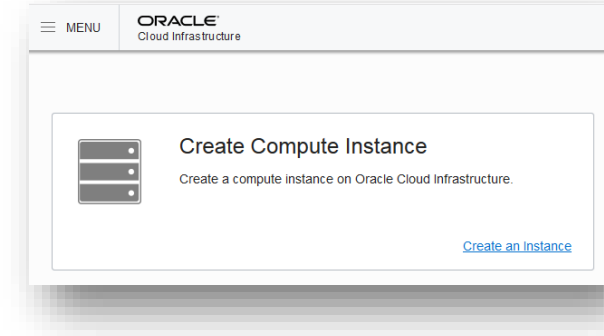 MENU
ORACLE
Cloud Infrastructure
Create Compute Instance
Create a compute instance on Oracle Cloud Infrastructure.
Create an Instance